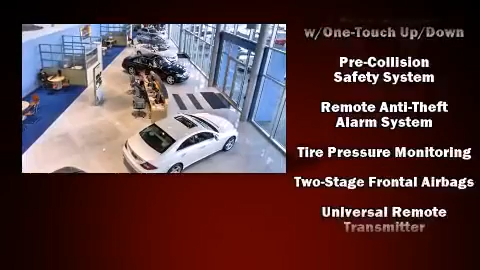 w/One-Touch Up/Down
Pre-Collision
Safety System
Remote Anti-Theft
Alarm System
Tire Pressure Monitoring
Two-Stage Frontal Airbags
Universal Remote
Transmitter